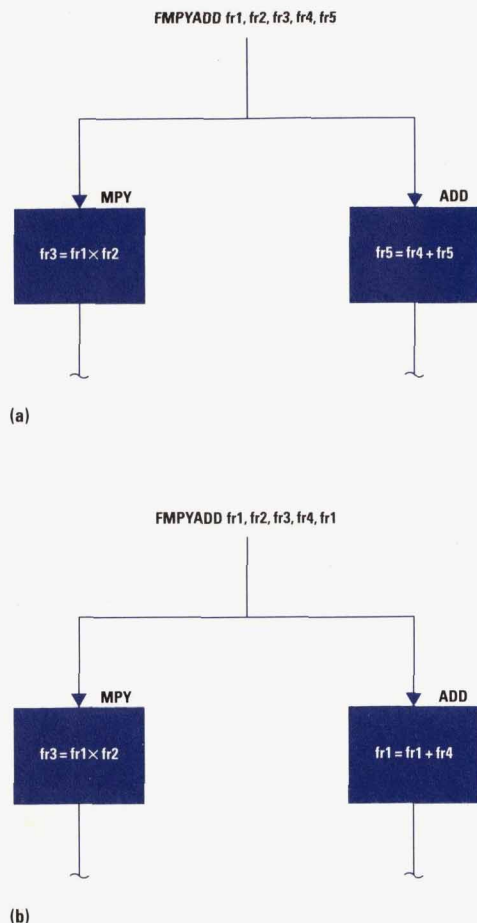 FMPYADD fr1, fr2, fr3, fr4, fr5
MPY
ADD
fr3 = fr1 × fr2
fr5 = fr4 + fr5
(a)
FMPYADD fr1, fr2, fr3, fr4, fr1
MPY
ADD
fr3 = fr1 × fr2
fr1 = fr1 + fr4
(b)